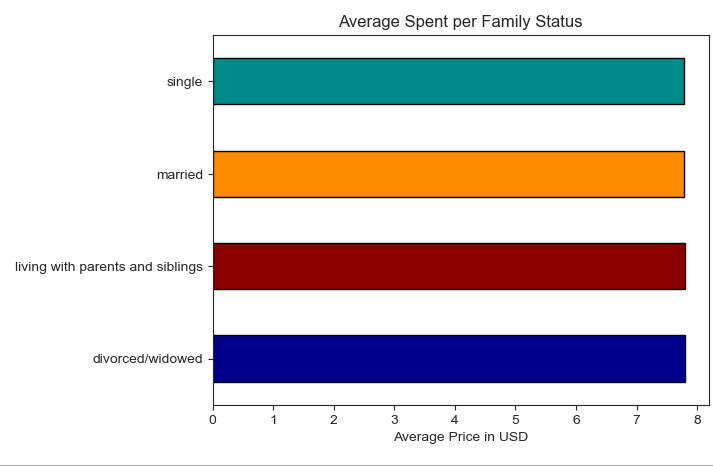 Average Spent per Family Status
single
married
living with parents and siblings
divorced/widowed
0 1 2 3 4 5 6 7 8
Average Price in USD